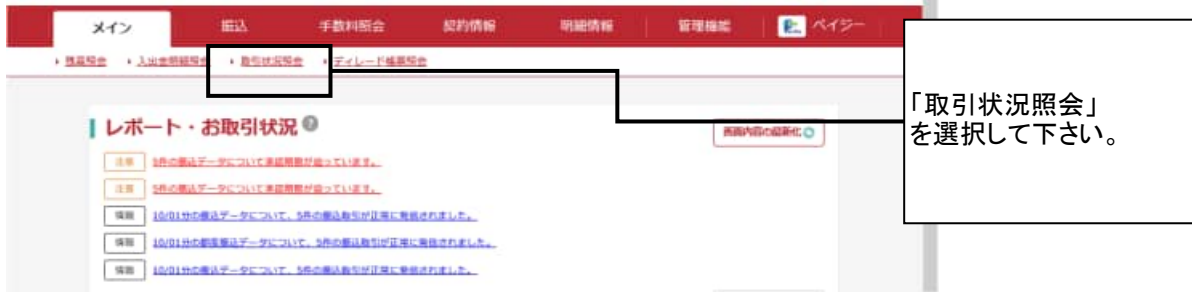 メイン 振込 手数料照会 契約情報 明細情報 管理機能 ペイジー
残高照会 入出金明細照会 取引状況照会 ディレード帳票照会
「取引状況照会」
を選択して下さい。
レポート・お取引状況
画面内容の最新化
注意 5件の振込データについて承認期限が迫っています。
注意 5件の振込データについて承認期限が迫っています。
情報 10/01分の振込データについて、5件の振込取引が正常に発信されました。
情報 10/01分の都度振込データについて、5件の振込取引が正常に発信されました。
情報 10/01分の振込データについて、5件の振込取引が正常に発信されました。